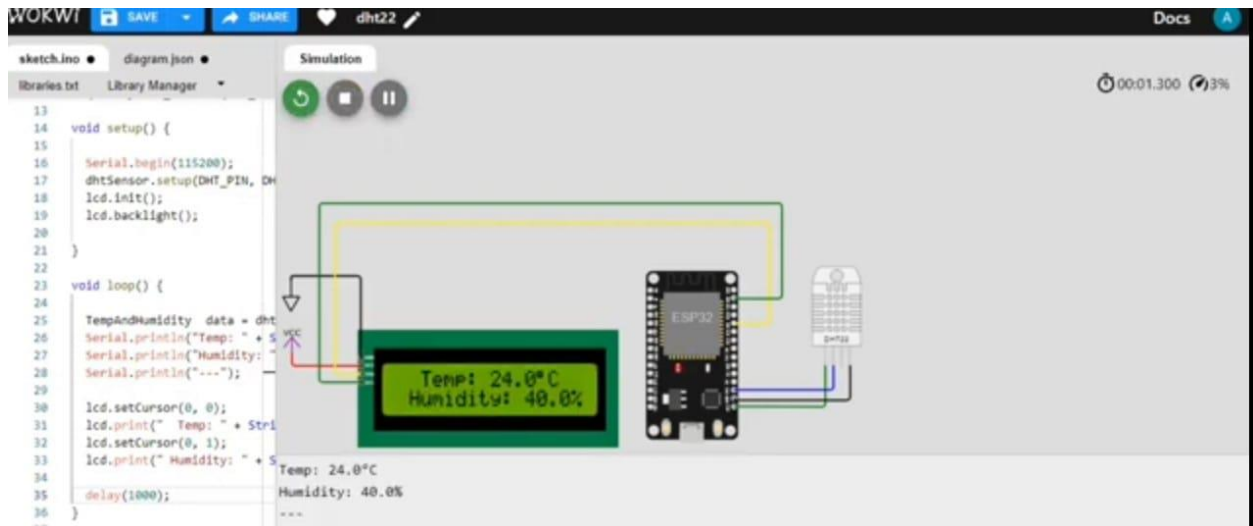 WOKWI SAVE SHARE dht22 Docs A
sketch.ino ● diagram.json ●
libraries.txt Library Manager
Simulation
00:01.300 3%
13
14 void setup() {
15
16 Serial.begin(115200);
17 dhtSensor.setup(DHT_PIN, DH
18 lcd.init();
19 lcd.backlight();
20
21 }
22
23 void loop() {
24
25 TempAndHumidity data = dht
26 Serial.println("Temp: " + S
27 Serial.println("Humidity: "
28 Serial.println("---");
29
30 lcd.setCursor(0, 0);
31 lcd.print(" Temp: " + Stri
32 lcd.setCursor(0, 1);
33 lcd.print(" Humidity: " + S
34
35 delay(1000);
36 }
VCC
Temp: 24.0°C
Humidity: 40.0%
ESP32
DHT22
Temp: 24.0°C
Humidity: 40.0%
---